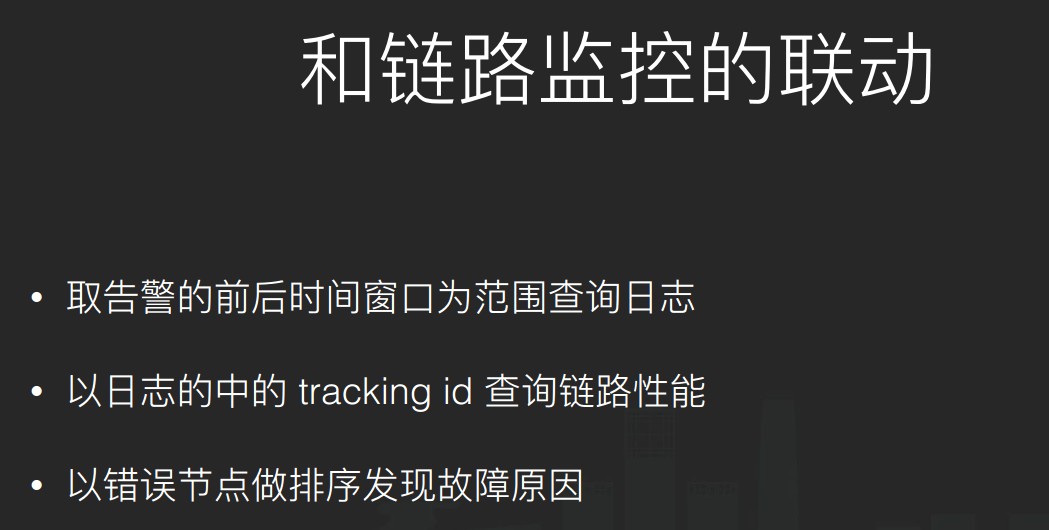 和链路监控的联动
• 取告警的前后时间窗口为范围查询日志
• 以日志的中的 tracking id 查询链路性能
• 以错误节点做排序发现故障原因